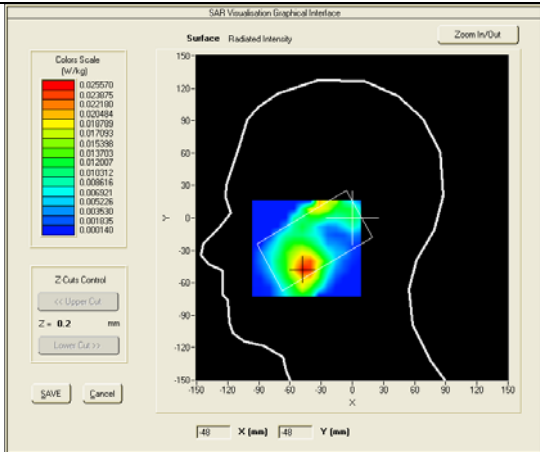 SAR Visualisation Graphical Interface
Surface Radiated Intensity
Zoom In/Out
Colors Scale
(W/kg)
0.025570
0.023875
0.022180
0.020484
0.018789
0.017093
0.015398
0.013703
0.012007
0.010312
0.008616
0.006921
0.005226
0.003530
0.001835
0.000140
Z-Cuts Control
<< Upper Cut
Z = 0.2 mm
Lower Cut >>
SAVE Cancel
150-
120-
90-
60-
30-
0-
-30-
-60-
-90-
-120-
-150-
Y
-150 -120 -90 -60 -30 0 30 60 90 120 150
X
-48 X (mm) -48 Y (mm)